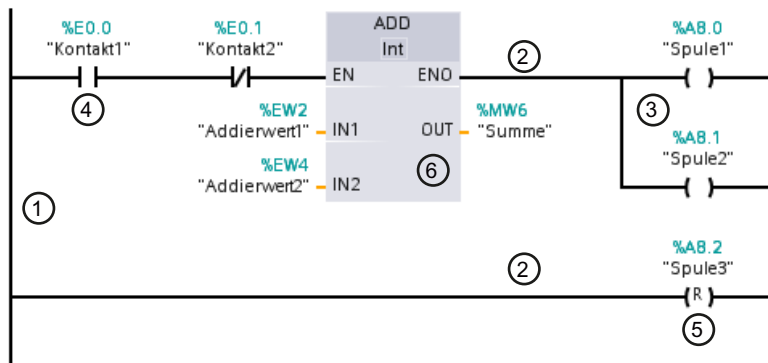 %E0.0
"Kontakt1"
%E0.1
"Kontakt2"
ADD
Int
EN
ENO
2
%A8.0
"Spule1"
4
3
%EW2
"Addierwert1"
IN1
OUT
%MW6
"Summe"
%A8.1
"Spule2"
%EW4
"Addierwert2"
IN2
6
1
2
%A8.2
"Spule3"
R
5